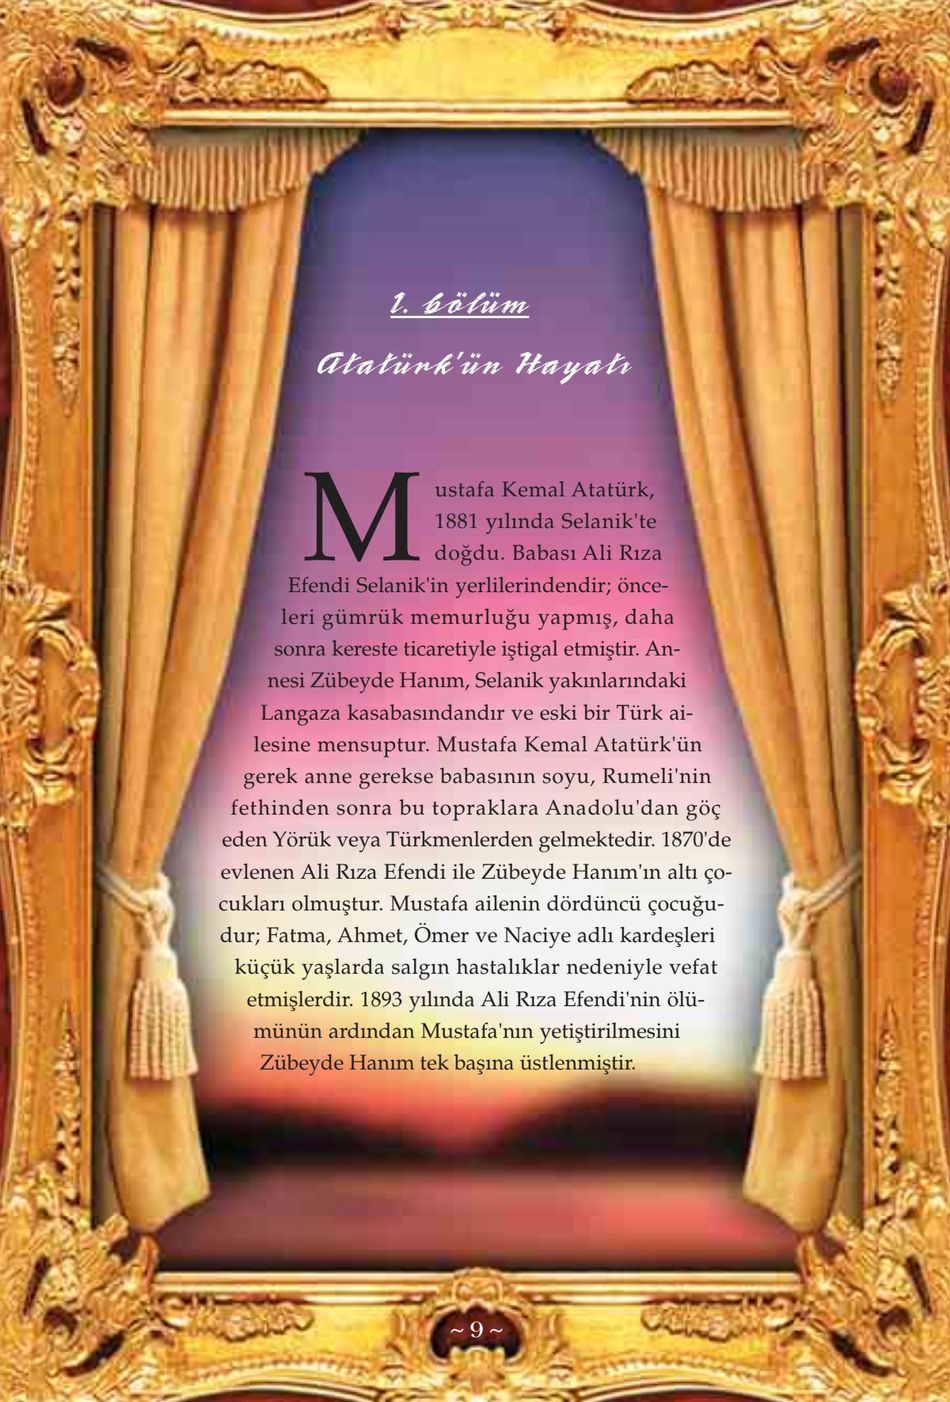 1. bölüm
Atatürk'ün Hayatı
Mustafa Kemal Atatürk,
1881 yılında Selanik'te
doğdu. Babası Ali Rıza
Efendi Selanik'in yerlilerindendir; önce-
leri gümrük memurluğu yapmış, daha
sonra kereste ticaretiyle iştigal etmiştir. An-
nesi Zübeyde Hanım, Selanik yakınlarındaki
Langaza kasabasındandır ve eski bir Türk ai-
lesine mensuptur. Mustafa Kemal Atatürk'ün
gerek anne gerekse babasının soyu, Rumeli'nin
fethinden sonra bu topraklara Anadolu'dan göç
eden Yörük veya Türkmenlerden gelmektedir. 1870'de
evlenen Ali Rıza Efendi ile Zübeyde Hanım'ın altı ço-
cukları olmuştur. Mustafa ailenin dördüncü çocuğu-
dur; Fatma, Ahmet, Ömer ve Naciye adlı kardeşleri
küçük yaşlarda salgın hastalıklar nedeniyle vefat
etmişlerdir. 1893 yılında Ali Rıza Efendi'nin ölü-
münün ardından Mustafa'nın yetiştirilmesini
Zübeyde Hanım tek başına üstlenmiştir.
~ 9 ~